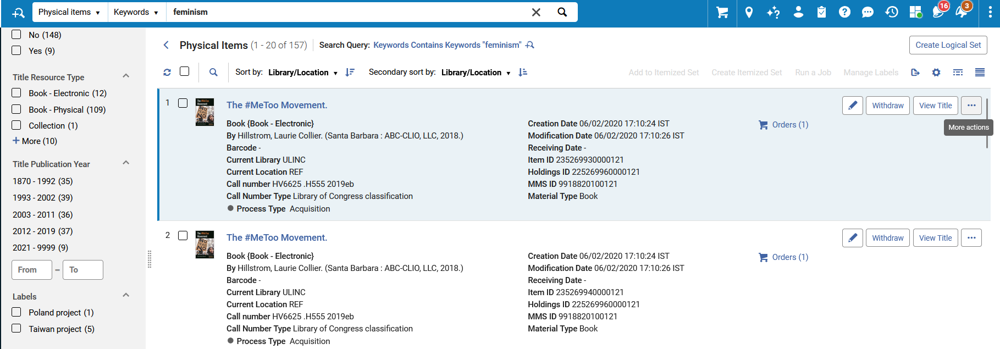 Physical items Keywords feminism
16 3
No (148)
Yes (9)
Title Resource Type
Book - Electronic (12)
Book - Physical (109)
Collection (1)
+ More (10)
Title Publication Year
1870 - 1992 (35)
1993 - 2002 (39)
2003 - 2011 (36)
2012 - 2019 (37)
2021 - 9999 (9)
From – To
Labels
Poland project (1)
Taiwan project (5)
Physical Items (1 - 20 of 157) Search Query: Keywords Contains Keywords "feminism" Create Logical Set
Sort by: Library/Location Secondary sort by: Library/Location Add to Itemized Set Create Itemized Set Run a Job Manage Labels
1 The #MeToo Movement. Withdraw View Title
More actions
Book {Book - Electronic}
By Hillstrom, Laurie Collier. (Santa Barbara : ABC-CLIO, LLC, 2018.)
Barcode -
Current Library ULINC
Current Location REF
Call number HV6625 .H555 2019eb
Call Number Type Library of Congress classification
Process Type Acquisition
Creation Date 06/02/2020 17:10:24 IST
Modification Date 06/02/2020 17:10:26 IST
Receiving Date -
Item ID 235269930000121
Holdings ID 225269960000121
MMS ID 9918820100121
Material Type Book
Orders (1)
2 The #MeToo Movement. Withdraw View Title
Book {Book - Electronic}
By Hillstrom, Laurie Collier. (Santa Barbara : ABC-CLIO, LLC, 2018.)
Barcode -
Current Library ULINC
Current Location REF
Call number HV6625 .H555 2019eb
Call Number Type Library of Congress classification
Process Type Acquisition
Creation Date 06/02/2020 17:10:24 IST
Modification Date 06/02/2020 17:10:26 IST
Receiving Date -
Item ID 235269940000121
Holdings ID 225269960000121
MMS ID 9918820100121
Material Type Book
Orders (1)